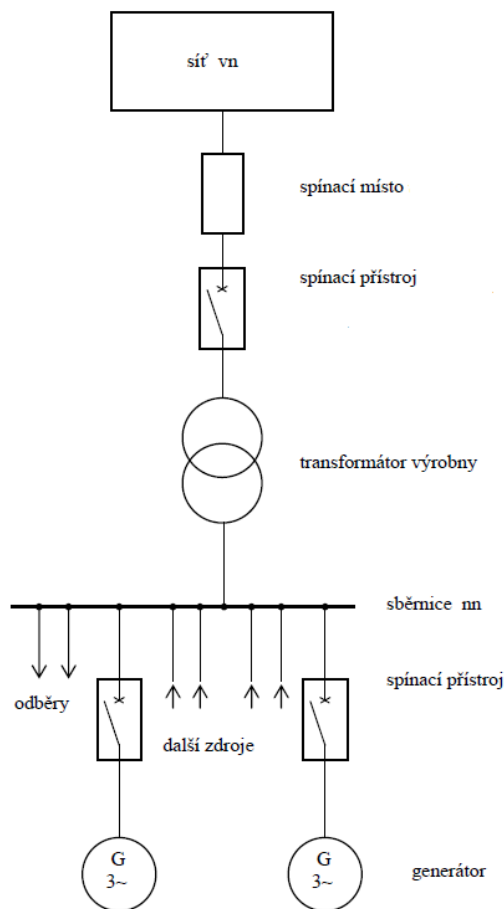 síť vn
spínací místo
spínací přístroj
transformátor výrobny
sběrnice nn
spínací přístroj
odběry
další zdroje
G
3~
G
3~
generátor